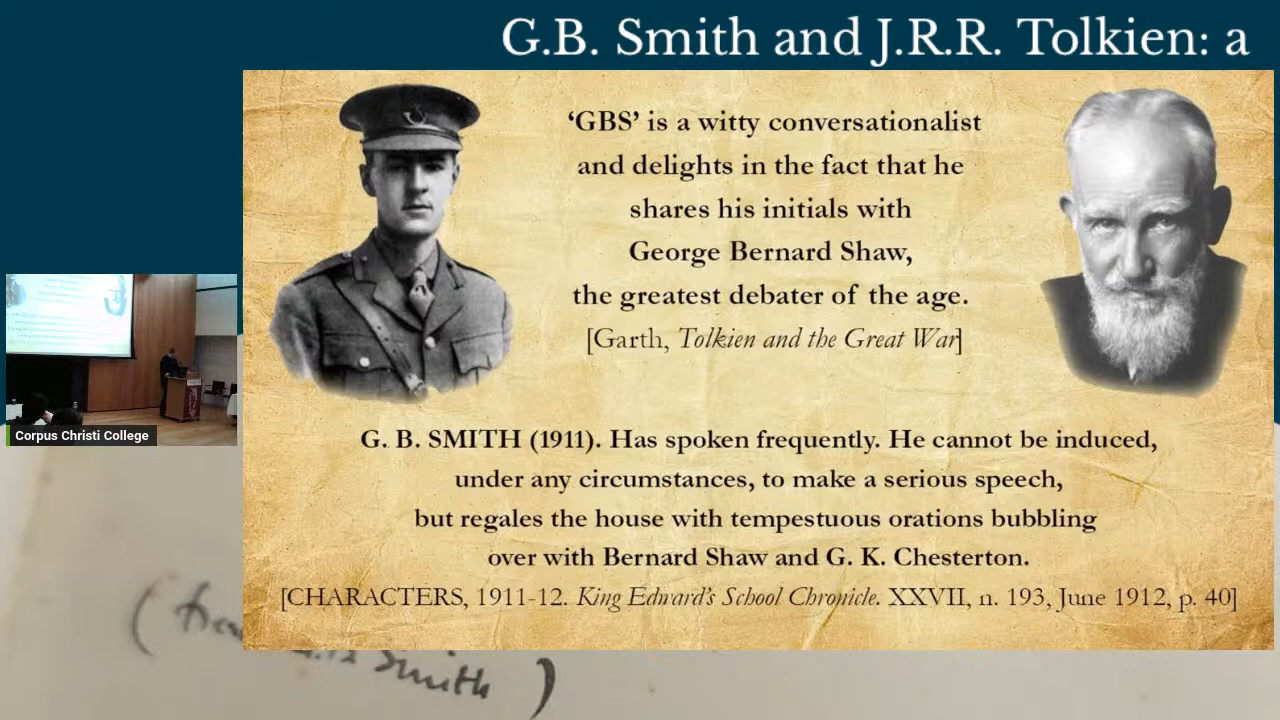 G.B. Smith and J.R.R. Tolkien: a
‘GBS’ is a witty conversationalist
and delights in the fact that he
shares his initials with
George Bernard Shaw,
the greatest debater of the age.
[Garth, Tolkien and the Great War]
G. B. SMITH (1911). Has spoken frequently. He cannot be induced,
under any circumstances, to make a serious speech,
but regales the house with tempestuous orations bubbling
over with Bernard Shaw and G. K. Chesterton.
[CHARACTERS, 1911-12. King Edward’s School Chronicle. XXVII, n. 193, June 1912, p. 40]
Corpus Christi College
Smith)